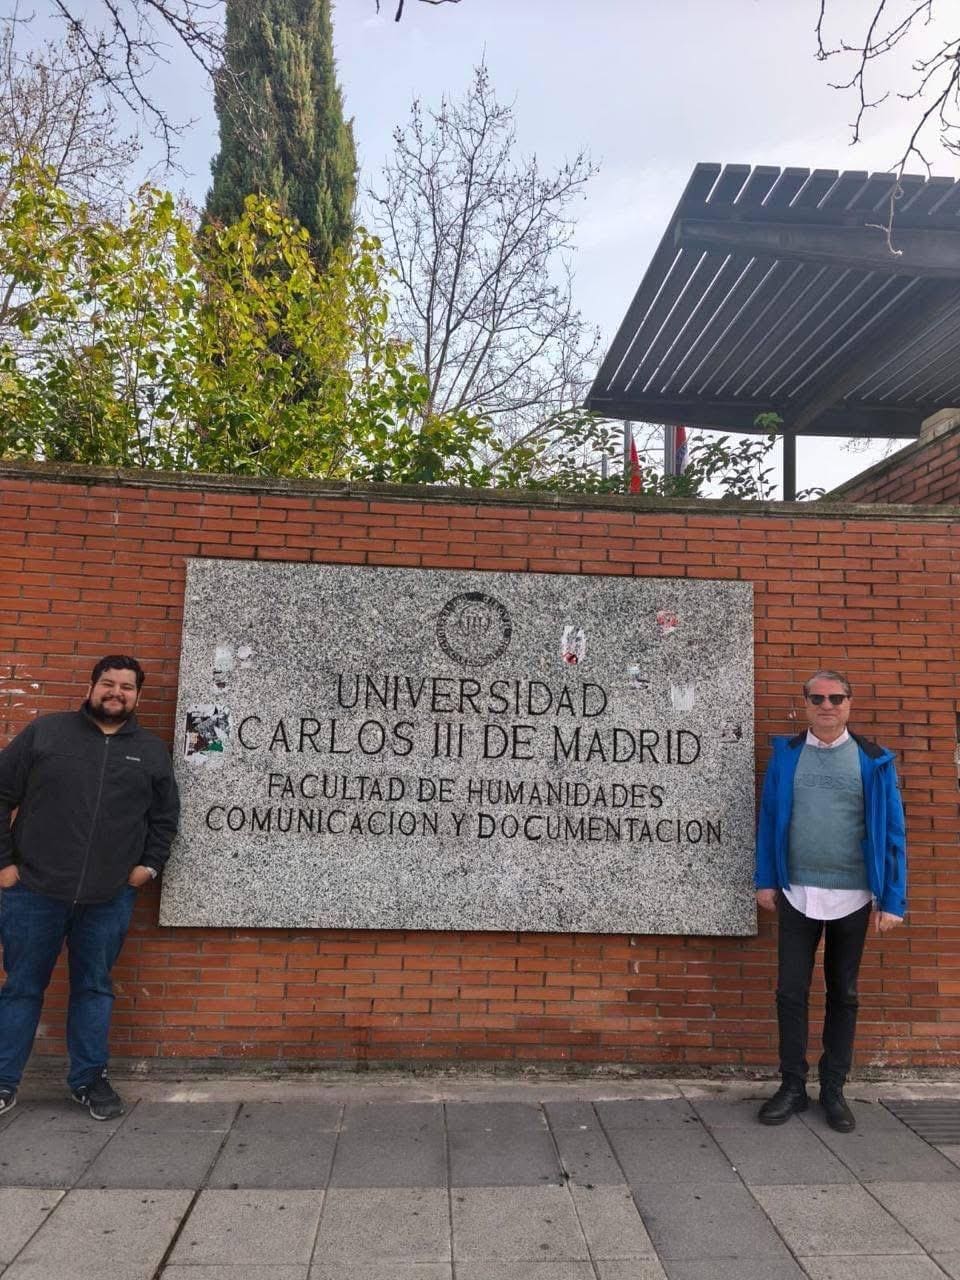 UNIVERSIDAD
CARLOS III DE MADRID
FACULTAD DE HUMANIDADES
COMUNICACION Y DOCUMENTACION